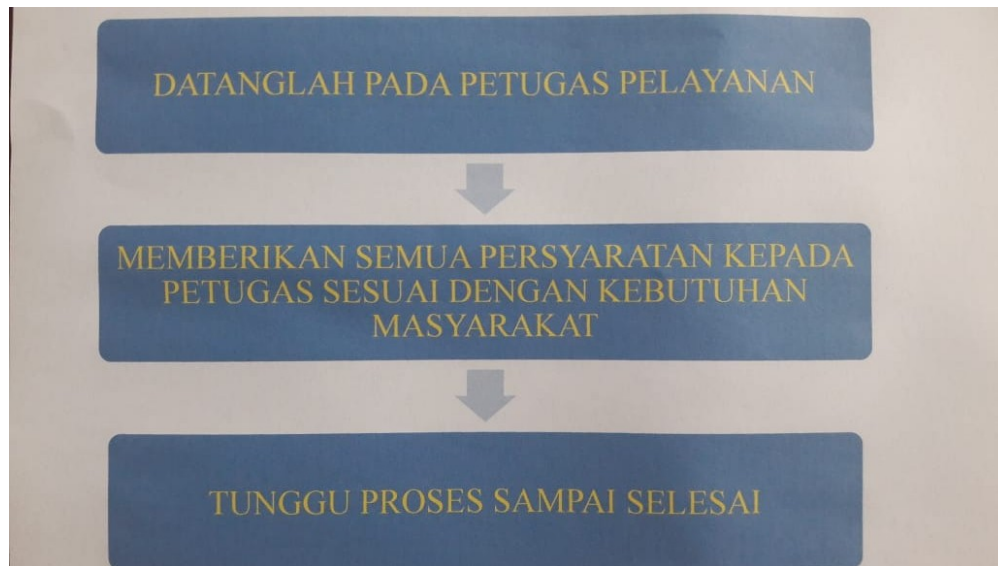 DATANGLAH PADA PETUGAS PELAYANAN
MEMBERIKAN SEMUA PERSYARATAN KEPADA
PETUGAS SESUAI DENGAN KEBUTUHAN
MASYARAKAT
TUNGGU PROSES SAMPAI SELESAI